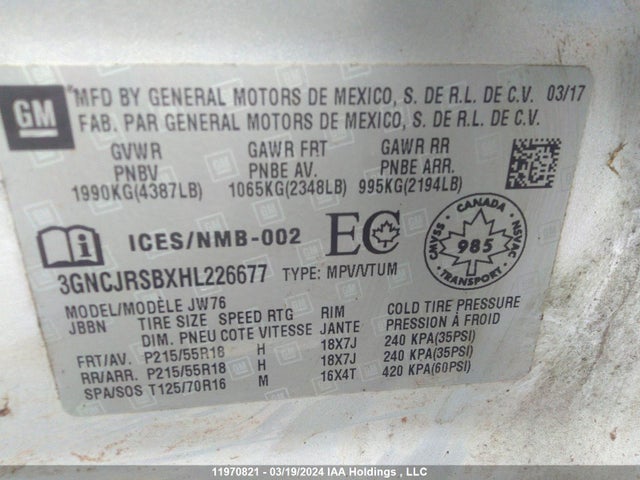 GM
*MFD BY GENERAL MOTORS DE MEXICO, S. DE R.L. DE C.V. 03/17
FAB. PAR GENERAL MOTORS DE MEXICO, S. DE R.L. DE C.V.
GVWR GAWR FRT GAWR RR
PNBV PNBE AV. PNBE ARR.
1990KG(4387LB) 1065KG(2348LB) 995KG(2194LB)
ICES/NMB-002 EC
CANADA
CMVSS 985 NSVAC
3GNCJRSBXHL226677 TYPE: MPV/VTUM
MODEL/MODÈLE JW76
JBBN TIRE SIZE SPEED RTG RIM COLD TIRE PRESSURE
DIM. PNEU COTE VITESSE JANTE PRESSION À FROID
FRT/AV. P215/55R18 H 18X7J 240 KPA(35PSI)
RR/ARR. P215/55R18 H 18X7J 240 KPA(35PSI)
SPA/SOS T125/70R16 M 16X4T 420 KPA(60PSI)
11970821 - 03/19/2024 IAA Holdings , LLC